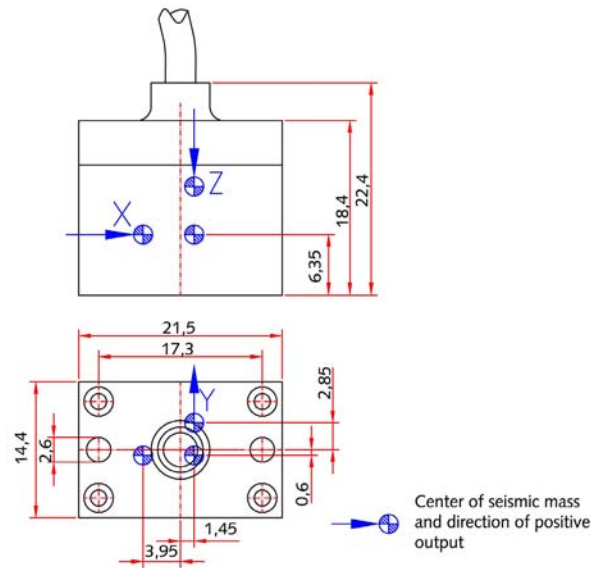 Z
X
18,4
22,4
6,35
21,5
17,3
2,85
Y
14,4
2,6
0,6
1,45
3,95
Center of seismic mass
and direction of positive
output